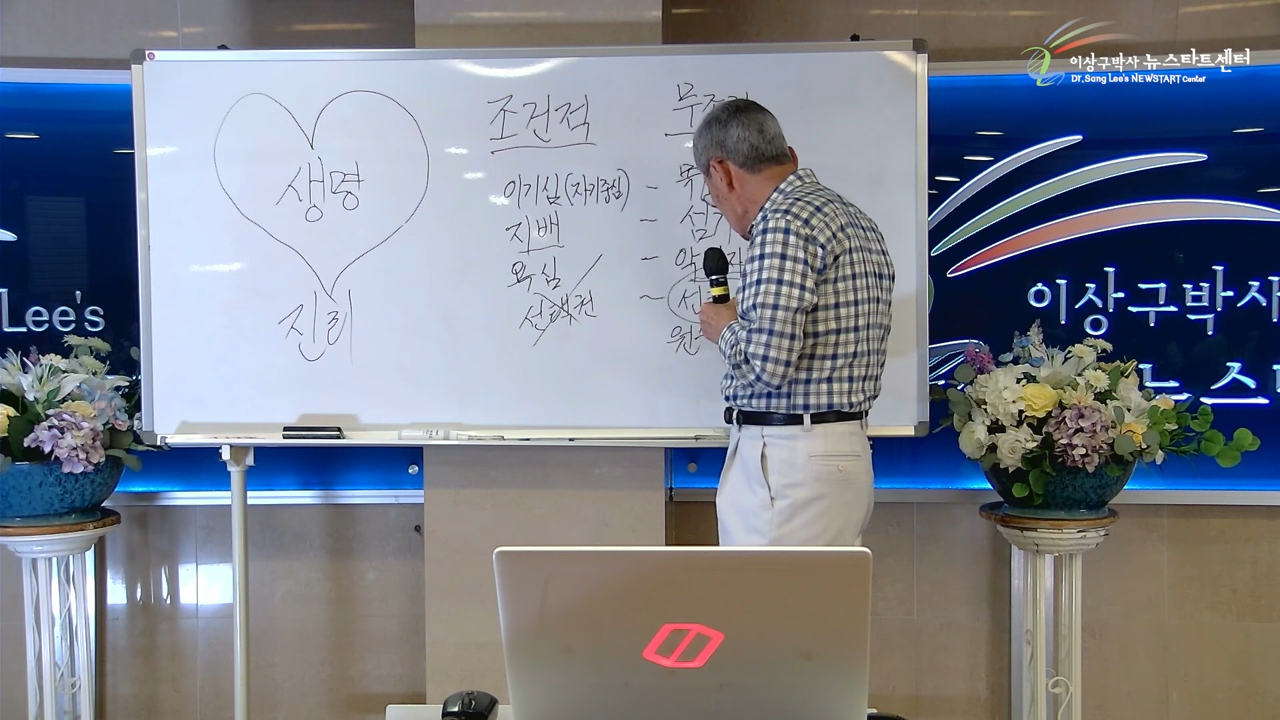 이상구박사 뉴스타트센터
Dr. Sang Lee's NEWSTART Center
생명
진리
조건적
이기심(자기중심) -
지배 -
욕심 -
선택권 -
Lee's
이상구박사
뉴스